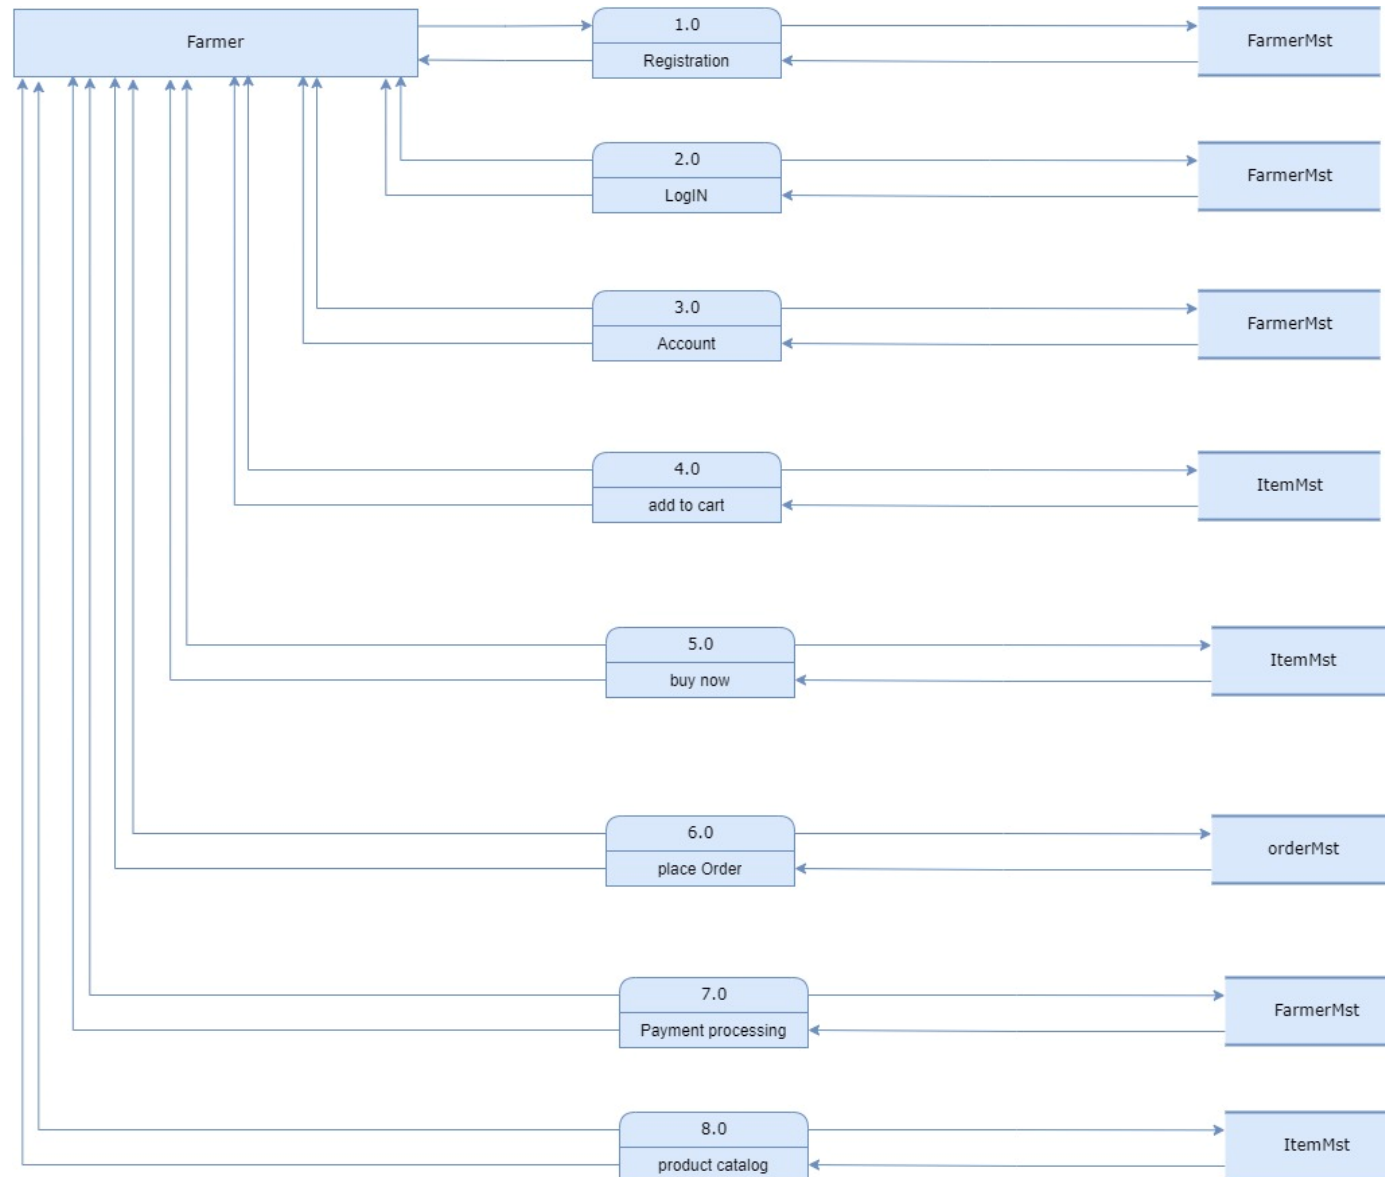 Farmer
1.0
Registration
FarmerMst
2.0
LogIN
FarmerMst
3.0
Account
FarmerMst
4.0
add to cart
ItemMst
5.0
buy now
ItemMst
6.0
place Order
orderMst
7.0
Payment processing
FarmerMst
8.0
product catalog
ItemMst